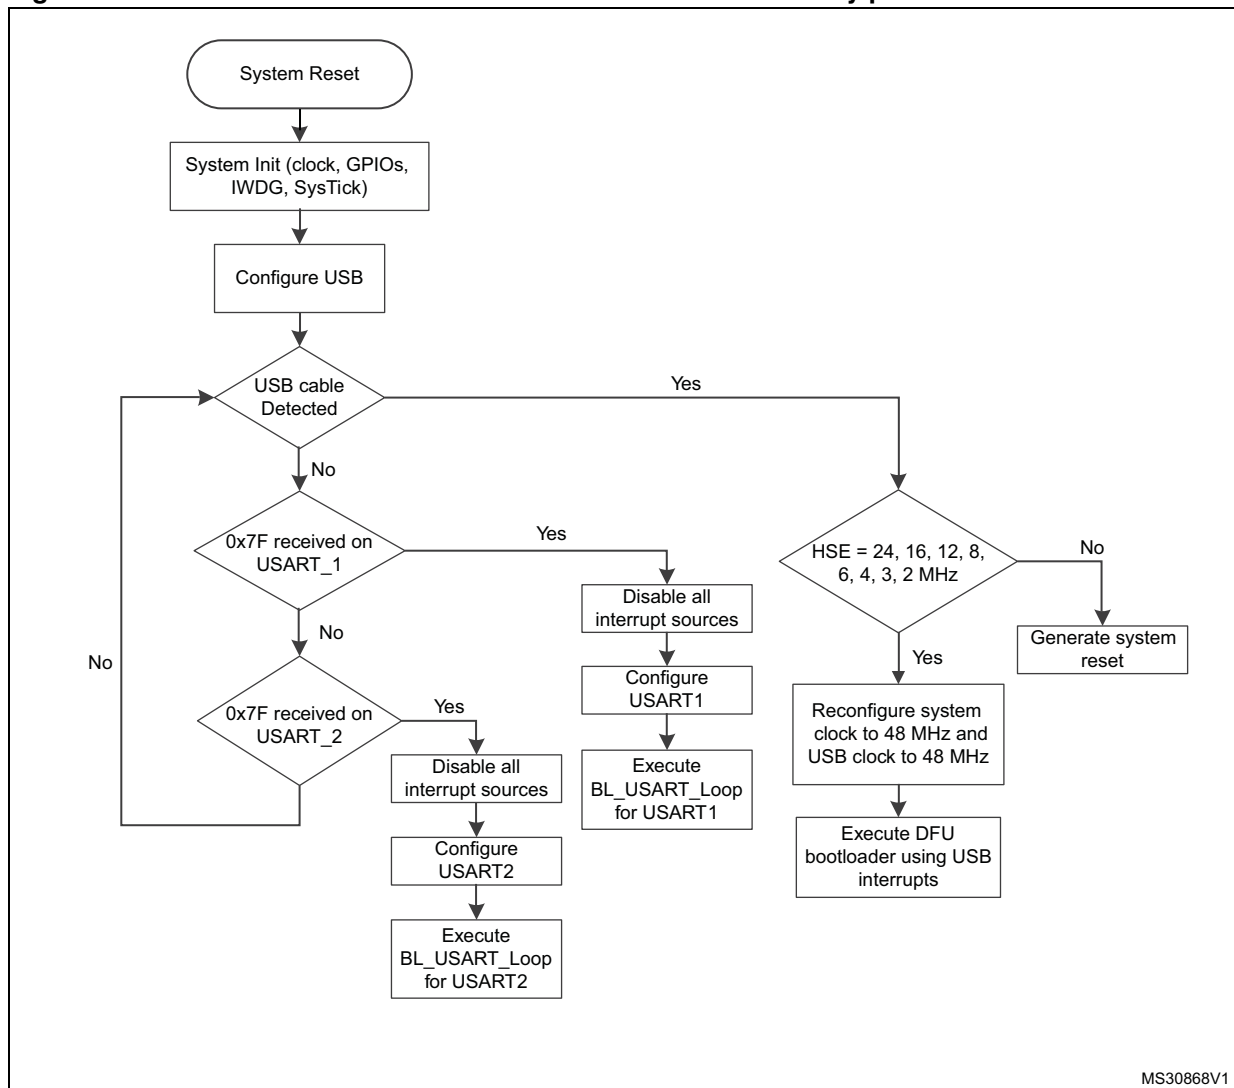 System Reset
System Init (clock, GPIOs,
IWDG, SysTick)
Configure USB
USB cable
Detected
Yes
No
0x7F received on
USART_1
Yes
HSE = 24, 16, 12, 8,
6, 4, 3, 2 MHz
No
Disable all
interrupt sources
Generate system
reset
No
No
Yes
Configure
USART1
0x7F received on
USART_2
Yes
Reconfigure system
clock to 48 MHz and
USB clock to 48 MHz
Disable all
interrupt sources
Execute
BL_USART_Loop
for USART1
Configure
USART2
Execute DFU
bootloader using USB
interrupts
Execute
BL_USART_Loop
for USART2
MS30868V1